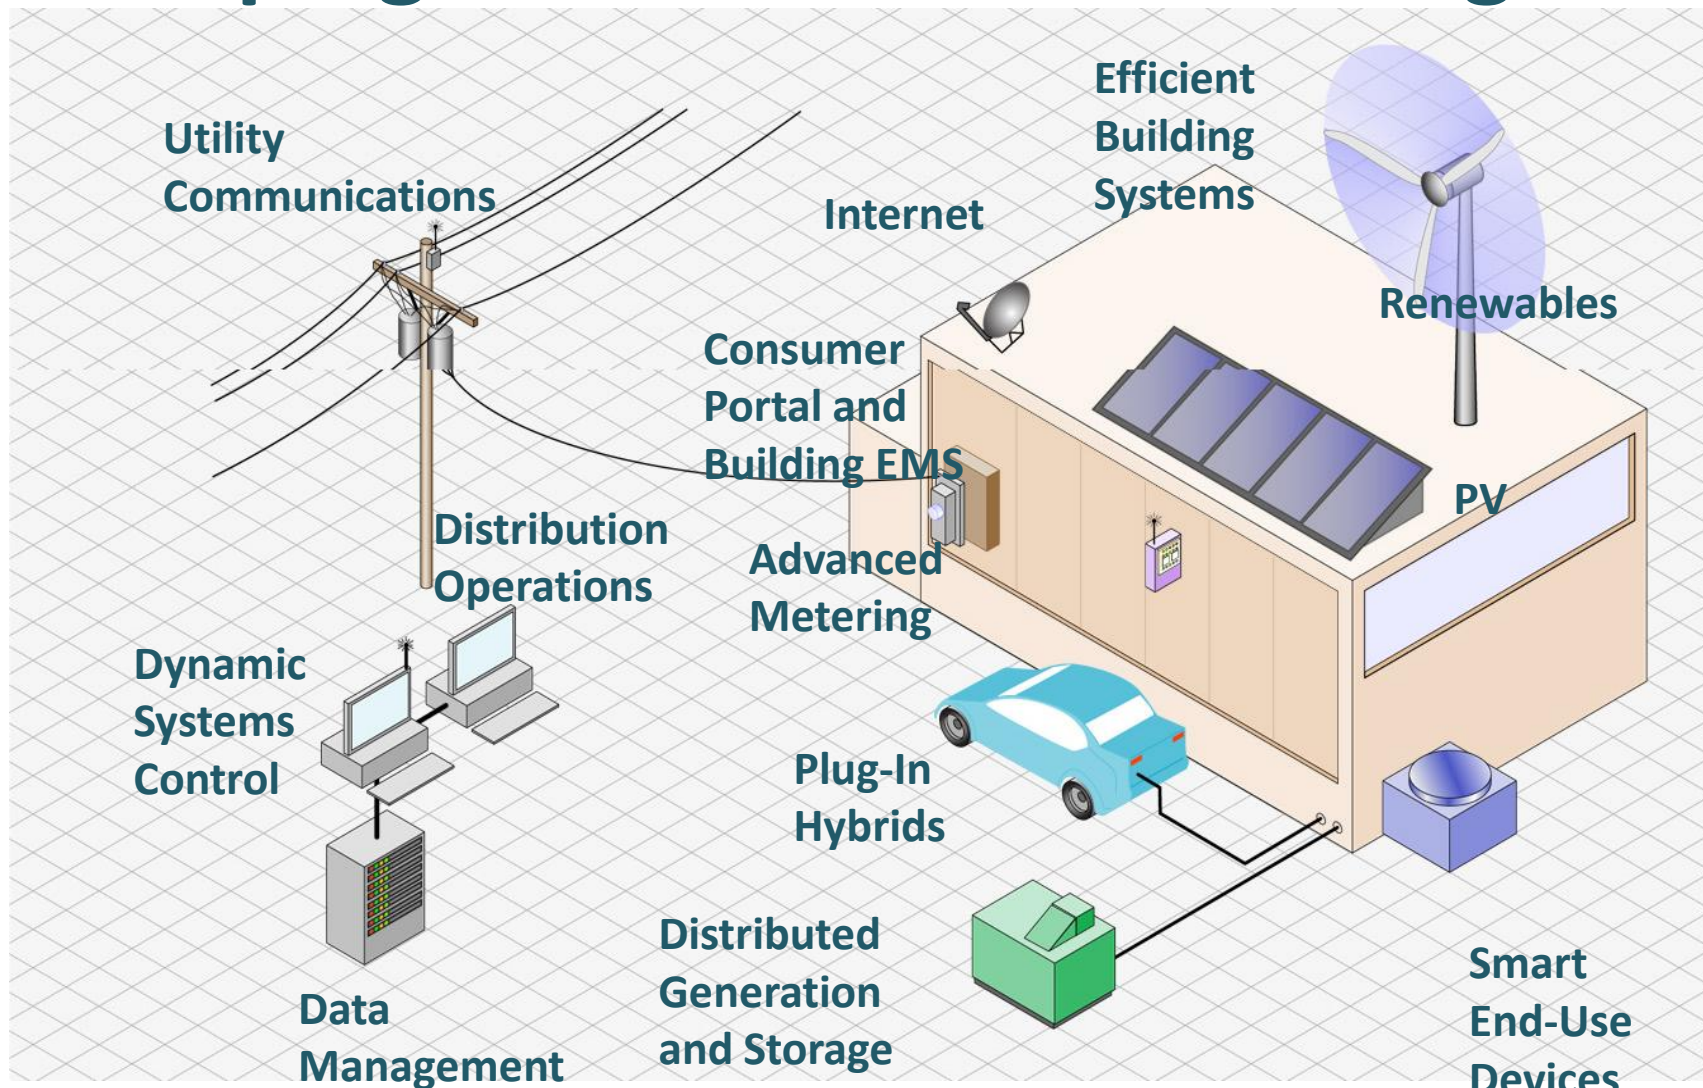 Efficient
Building
Systems
Utility
Communications
Internet
Renewables
Consumer
Portal and
Building EMS
PV
Distribution
Operations
Advanced
Metering
Dynamic
Systems
Control
Plug-In
Hybrids
Distributed
Generation
and Storage
Smart
End-Use
Devices
Data
Management